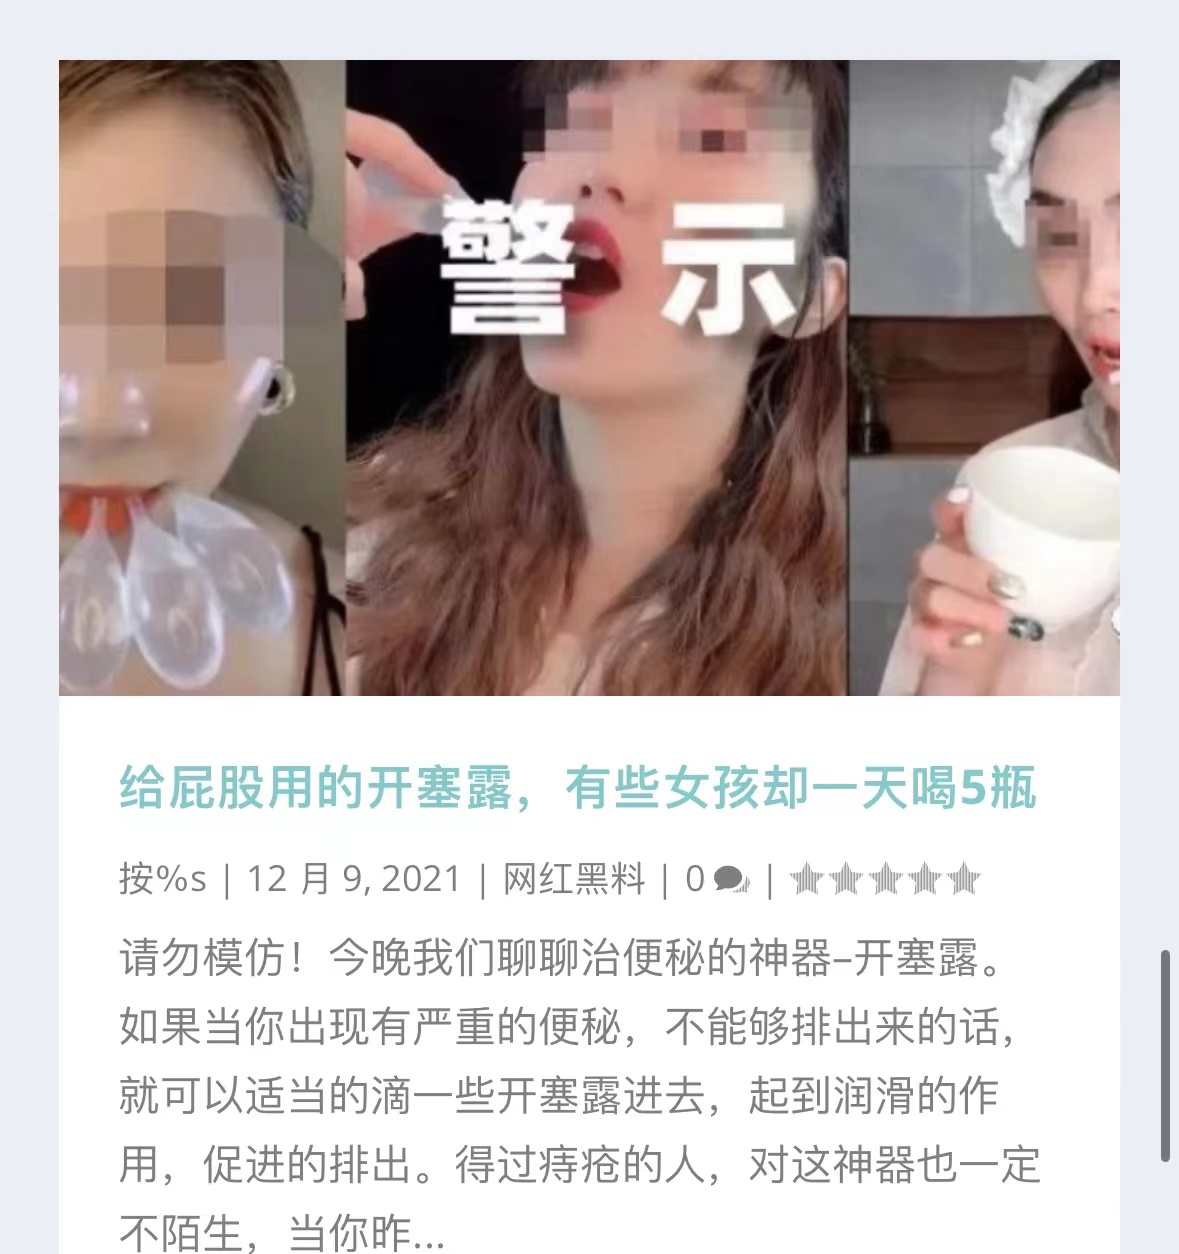 警 示
给屁股用的开塞露，有些女孩却一天喝5瓶
按%s | 12 月 9, 2021 | 网红黑料 | 0 |
请勿模仿！今晚我们聊聊治便秘的神器–开塞露。
如果当你出现有严重的便秘，不能够排出来的话，
就可以适当的滴一些开塞露进去，起到润滑的作
用，促进的排出。得过痔疮的人，对这神器也一定
不陌生，当你昨...